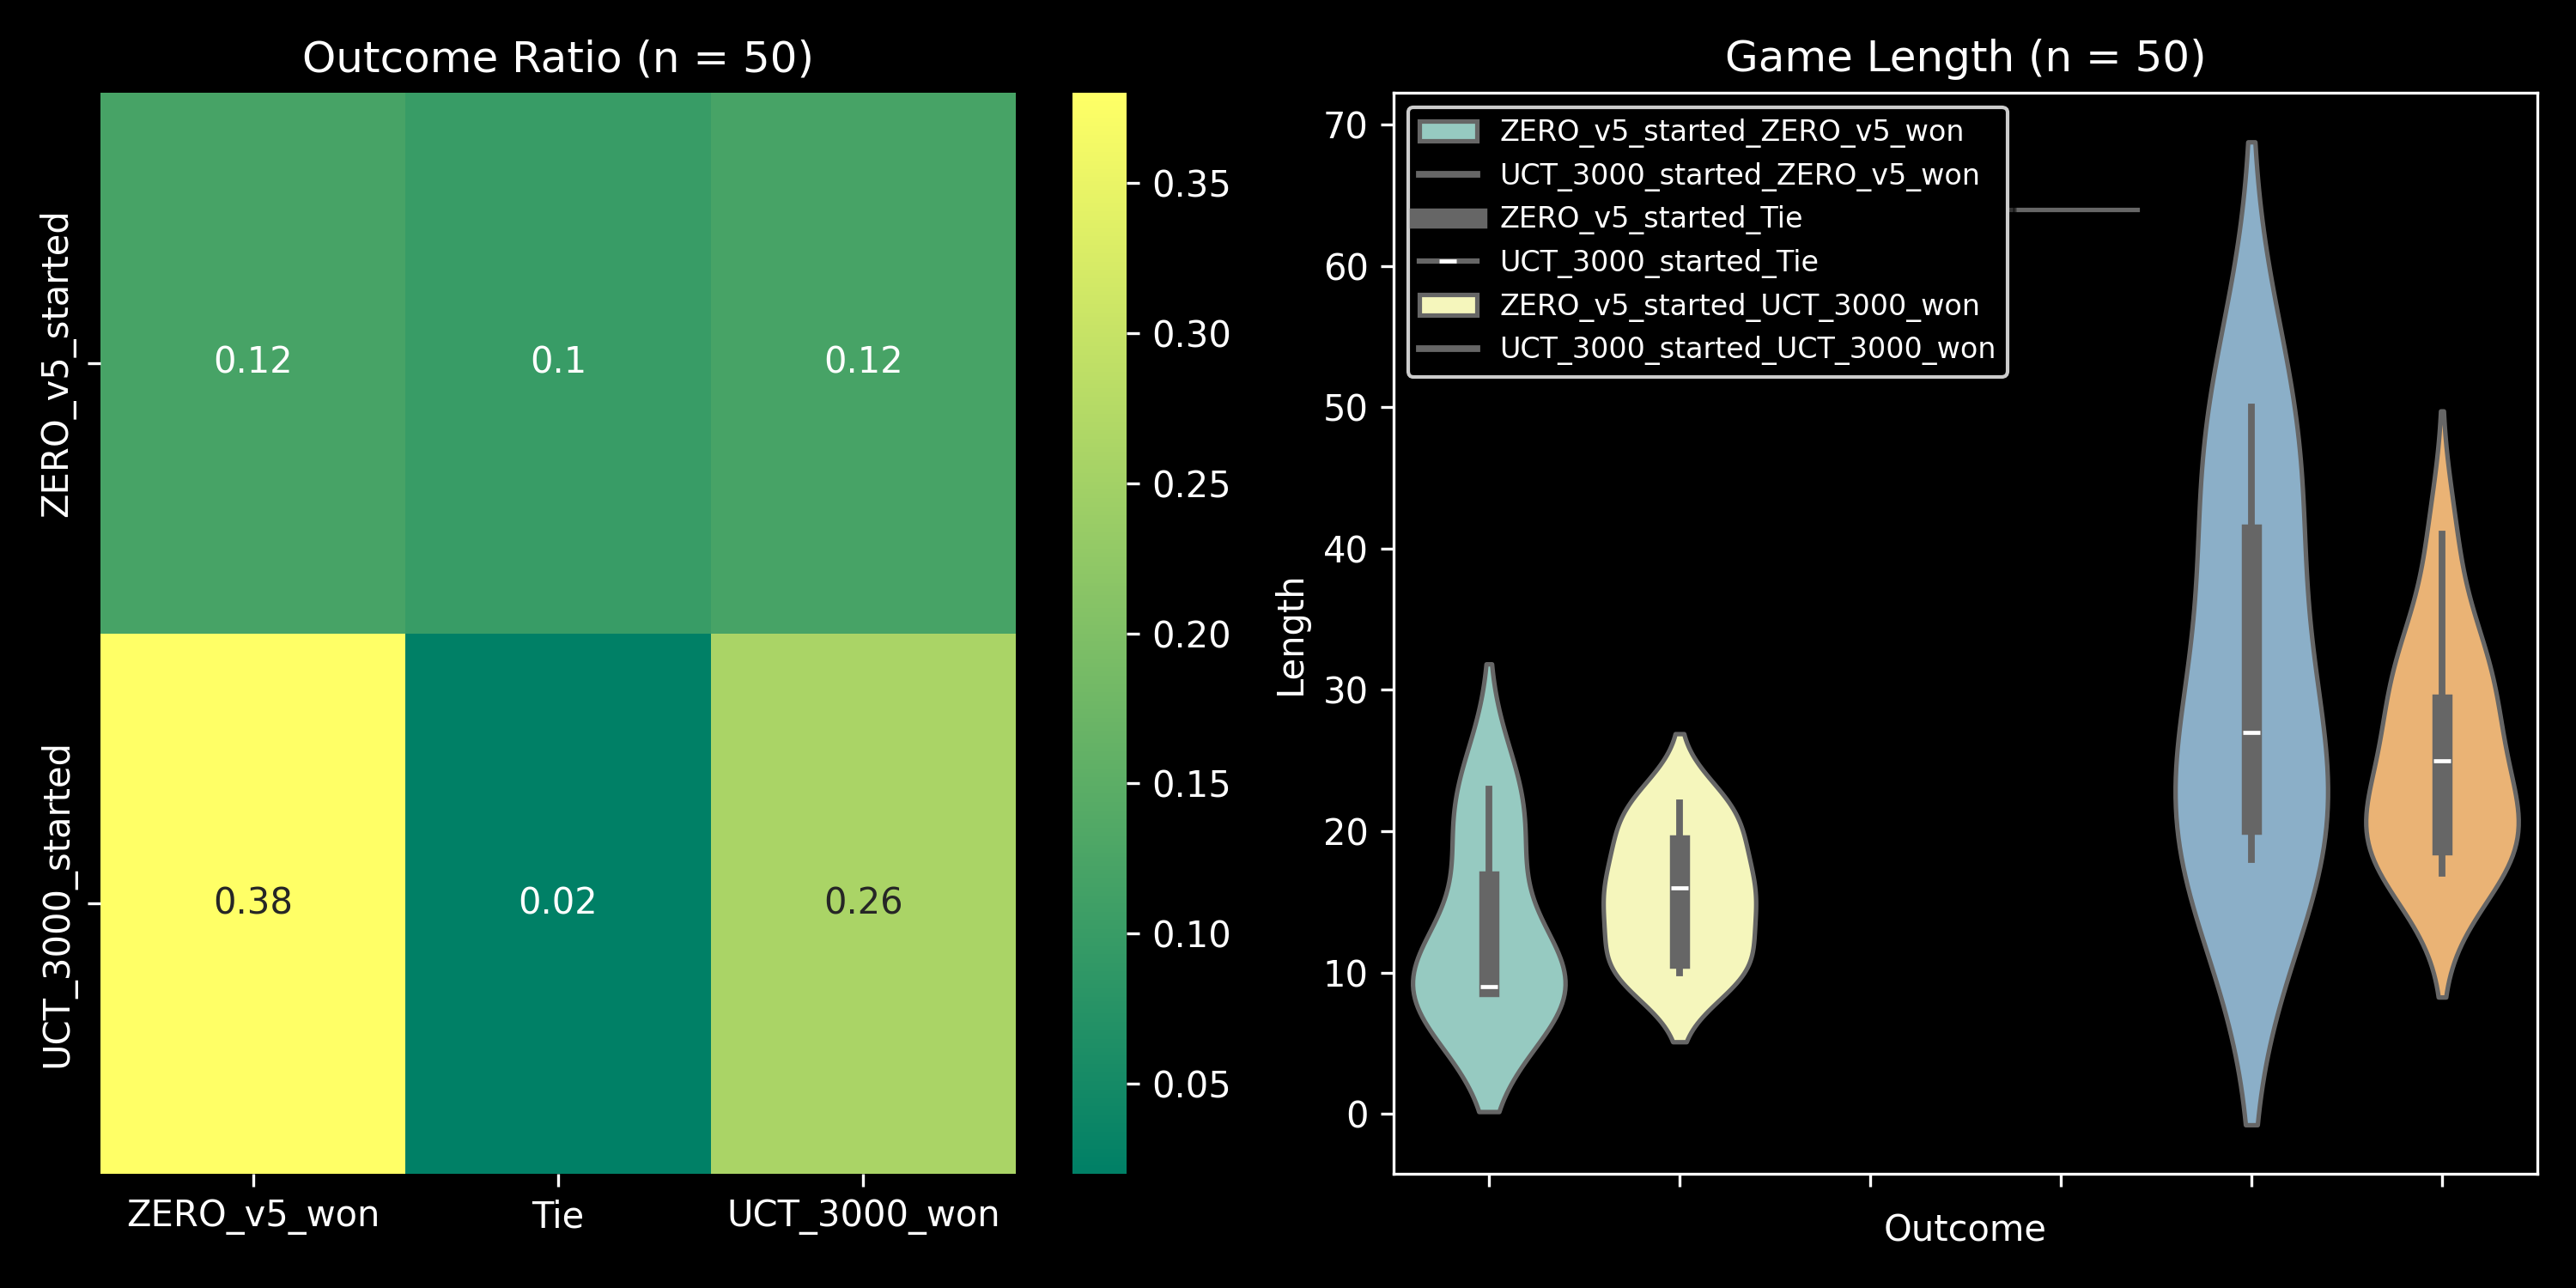 Outcome Ratio (n = 50)
ZERO_v5_started
UCT_3000_started
0.12
0.1
0.12
0.38
0.02
0.26
ZERO_v5_won
Tie
UCT_3000_won
0.35
0.30
0.25
0.20
0.15
0.10
0.05
Game Length (n = 50)
Length
70
60
50
40
30
20
10
0
ZERO_v5_started_ZERO_v5_won
UCT_3000_started_ZERO_v5_won
ZERO_v5_started_Tie
UCT_3000_started_Tie
ZERO_v5_started_UCT_3000_won
UCT_3000_started_UCT_3000_won
Outcome